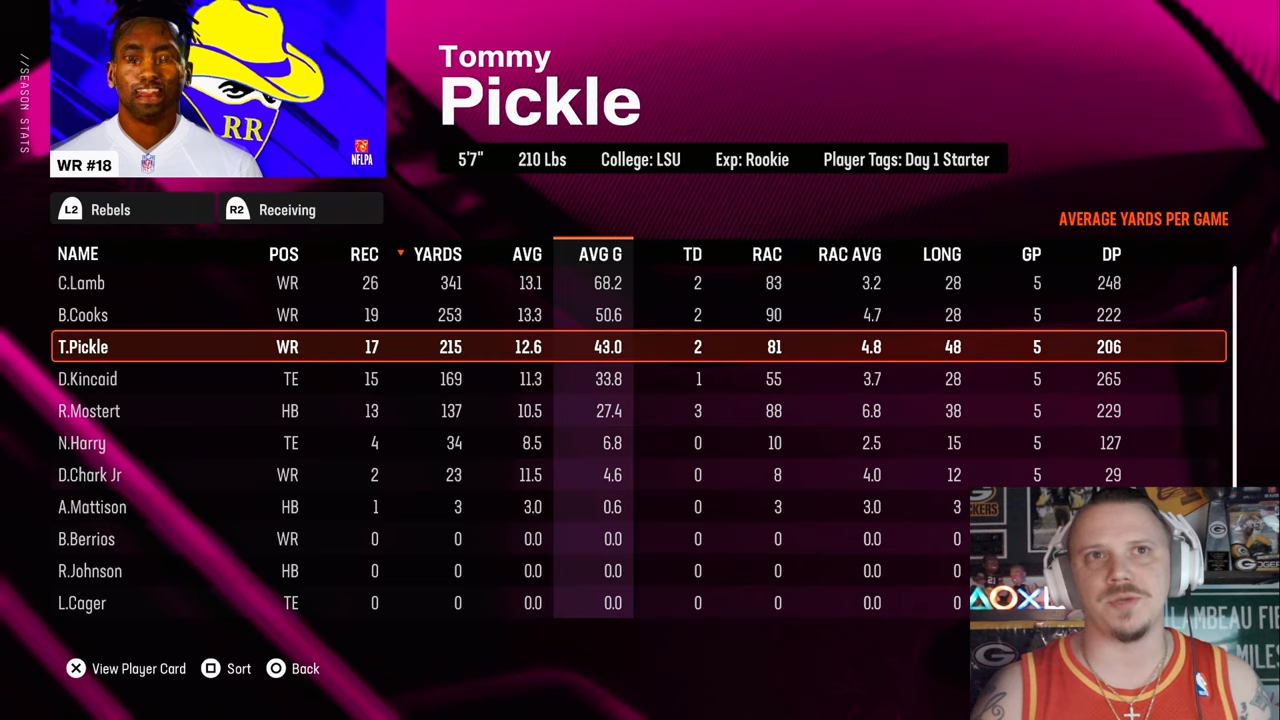 //SEASON STATS
RR
NFLPA
WR #18
Tommy
Pickle
5'7" 210 Lbs College: LSU Exp: Rookie Player Tags: Day 1 Starter
L2 Rebels R2 Receiving
AVERAGE YARDS PER GAME
NAME POS REC YARDS AVG AVG G TD RAC RAC AVG LONG GP DP
C.Lamb WR 26 341 13.1 68.2 2 83 3.2 28 5 248
B.Cooks WR 19 253 13.3 50.6 2 90 4.7 28 5 222
T.Pickle WR 17 215 12.6 43.0 2 81 4.8 48 5 206
D.Kincaid TE 15 169 11.3 33.8 1 55 3.7 28 5 265
R.Mostert HB 13 137 10.5 27.4 3 88 6.8 38 5 229
N.Harry TE 4 34 8.5 6.8 0 10 2.5 15 5 127
D.Chark Jr WR 2 23 11.5 4.6 0 8 4.0 12 5 29
A.Mattison HB 1 3 3.0 0.6 0 3 3.0 3
B.Berrios WR 0 0 0.0 0.0 0 0 0.0 0
R.Johnson HB 0 0 0.0 0.0 0 0 0.0 0
L.Cager TE 0 0 0.0 0.0 0 0 0.0 0
View Player Card Sort Back
LAMBEAU FI
MILES